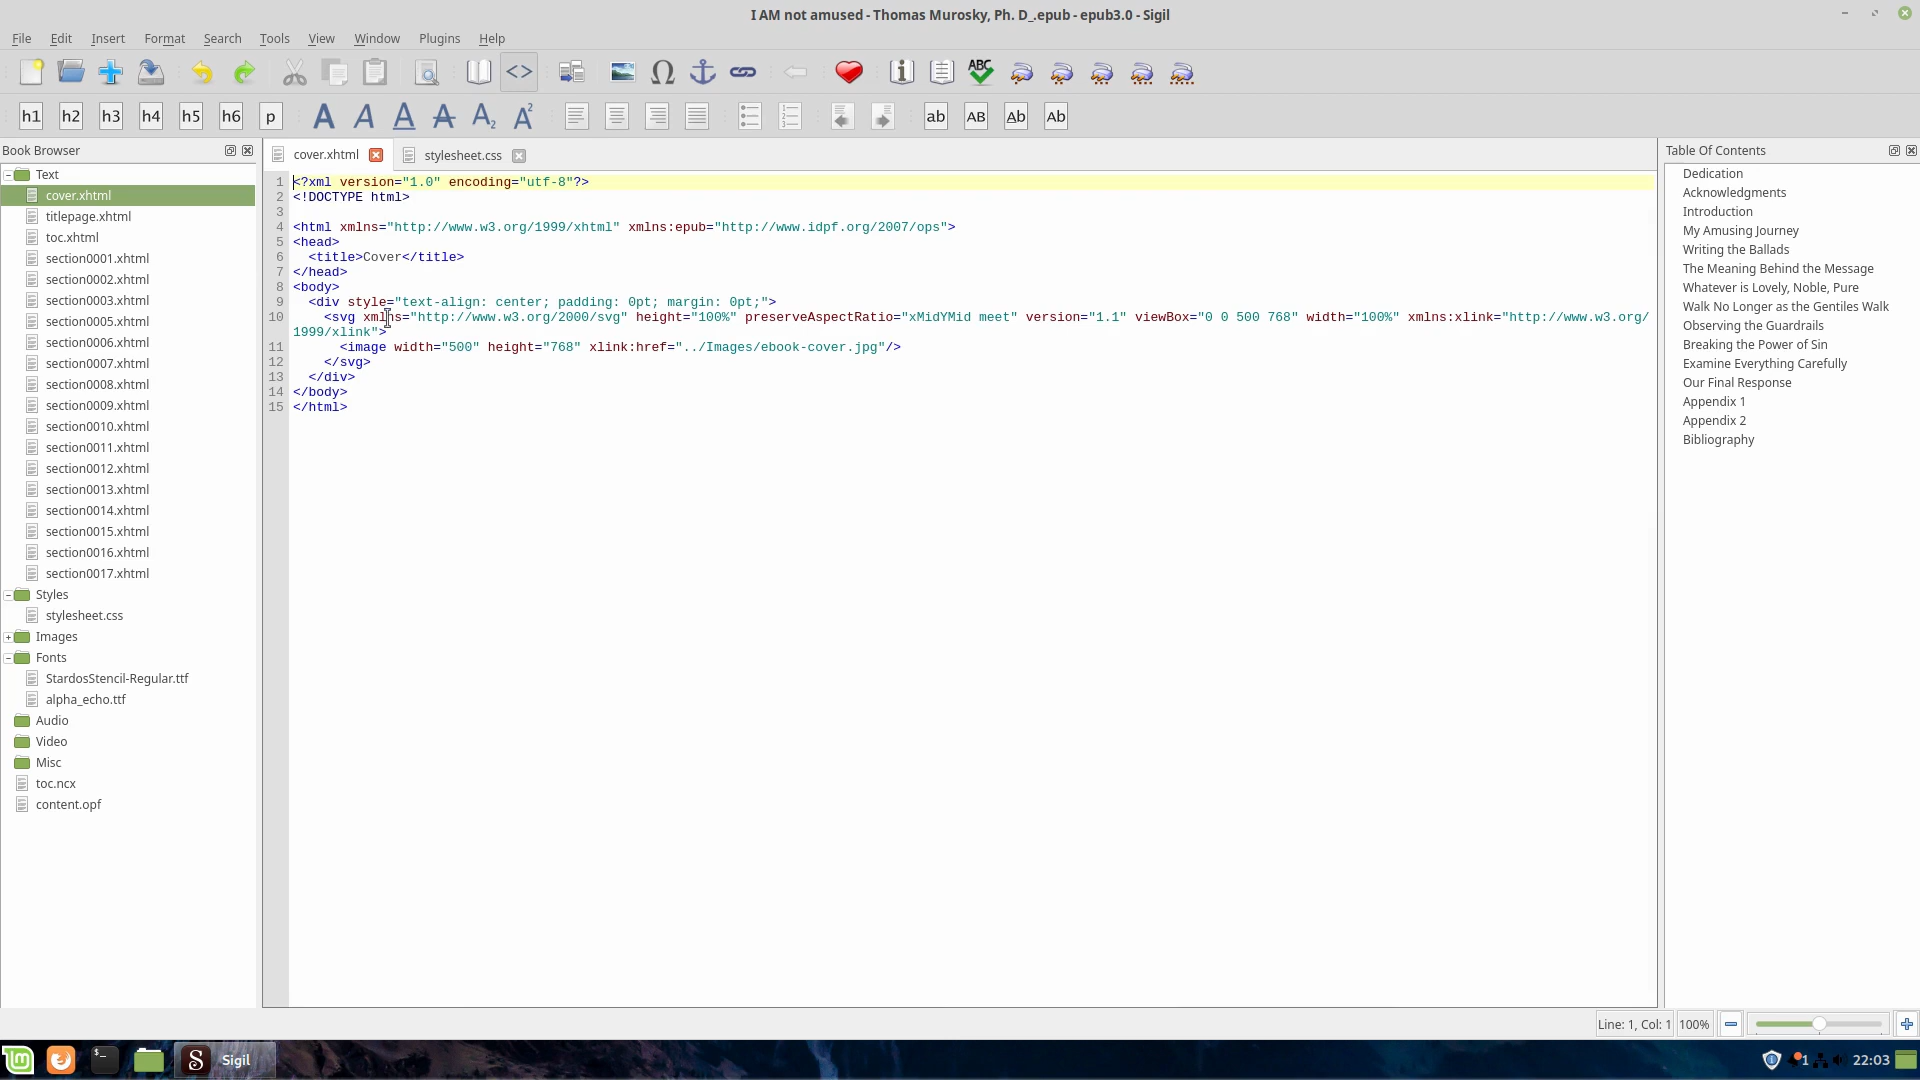 I AM not amused - Thomas Murosky, Ph. D_.epub - epub3.0 - Sigil
File Edit Insert Format Search Tools View Window Plugins Help
ABC
h1 h2 h3 h4 h5 h6 p A A A A A2 A2 ab AB Ab Ab
Book Browser
Text
cover.xhtml
titlepage.xhtml
toc.xhtml
section0001.xhtml
section0002.xhtml
section0003.xhtml
section0005.xhtml
section0006.xhtml
section0007.xhtml
section0008.xhtml
section0009.xhtml
section0010.xhtml
section0011.xhtml
section0012.xhtml
section0013.xhtml
section0014.xhtml
section0015.xhtml
section0016.xhtml
section0017.xhtml
Styles
stylesheet.css
Images
Fonts
StardosStencil-Regular.ttf
alpha_echo.ttf
Audio
Video
Misc
toc.ncx
content.opf
cover.xhtml stylesheet.css
1 <?xml version="1.0" encoding="utf-8"?>
2 <!DOCTYPE html>
3
4 <html xmlns="http://www.w3.org/1999/xhtml" xmlns:epub="http://www.idpf.org/2007/ops">
5 <head>
6 <title>Cover</title>
7 </head>
8 <body>
9 <div style="text-align: center; padding: 0pt; margin: 0pt;">
10 <svg xmlns="http://www.w3.org/2000/svg" height="100%" preserveAspectRatio="xMidYMid meet" version="1.1" viewBox="0 0 500 768" width="100%" xmlns:xlink="http://www.w3.org/
1999/xlink">
11 <image width="500" height="768" xlink:href="../Images/ebook-cover.jpg"/>
12 </svg>
13 </div>
14 </body>
15 </html>
Table Of Contents
Dedication
Acknowledgments
Introduction
My Amusing Journey
Writing the Ballads
The Meaning Behind the Message
Whatever is Lovely, Noble, Pure
Walk No Longer as the Gentiles Walk
Observing the Guardrails
Breaking the Power of Sin
Examine Everything Carefully
Our Final Response
Appendix 1
Appendix 2
Bibliography
Line: 1, Col: 1 100%
Sigil
1 22:03